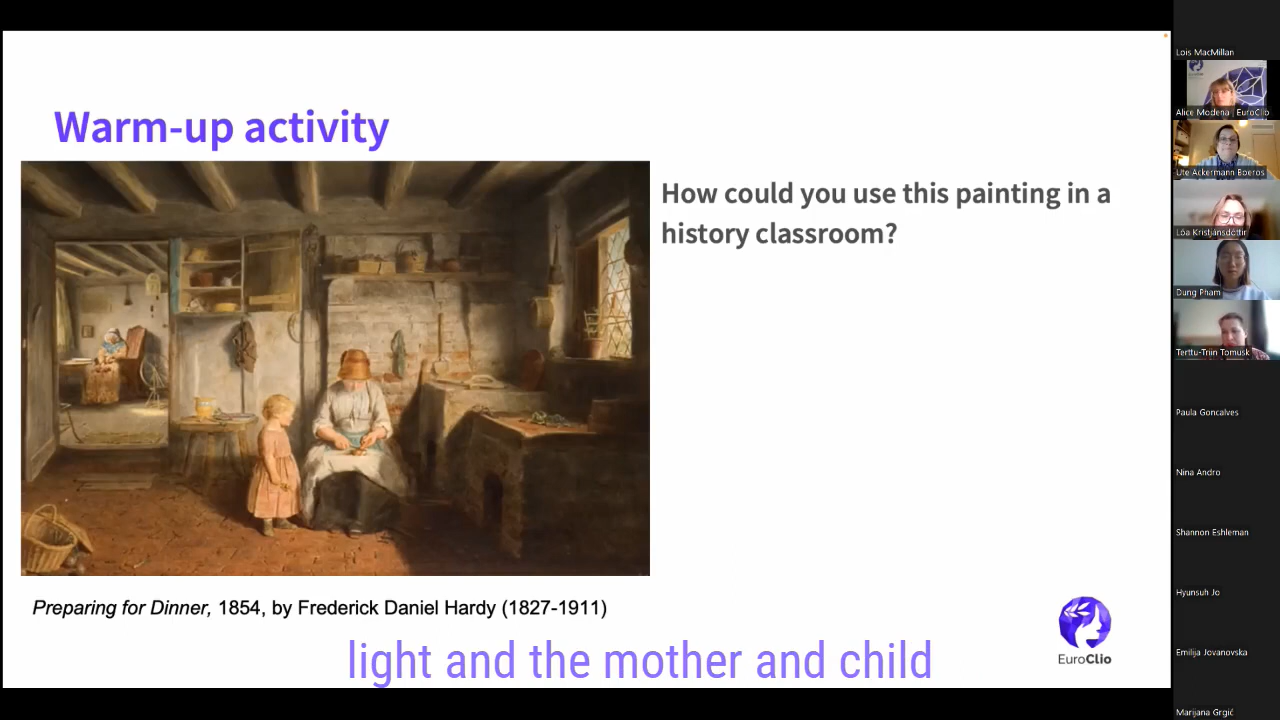 Warm-up activity
How could you use this painting in a
history classroom?
Preparing for Dinner, 1854, by Frederick Daniel Hardy (1827-1911)
EuroClio
light and the mother and child
Lois MacMillan
Alice Modena , EuroClio
Ute Ackermann Boeros
Lóa Kristjánsdóttir
Dung Pham
Terttu-Triin Tomusk
Paula Goncalves
Nina Andro
Shannon Eshleman
Hyunsuh Jo
Emilija Jovanovska
Marijana Grgić